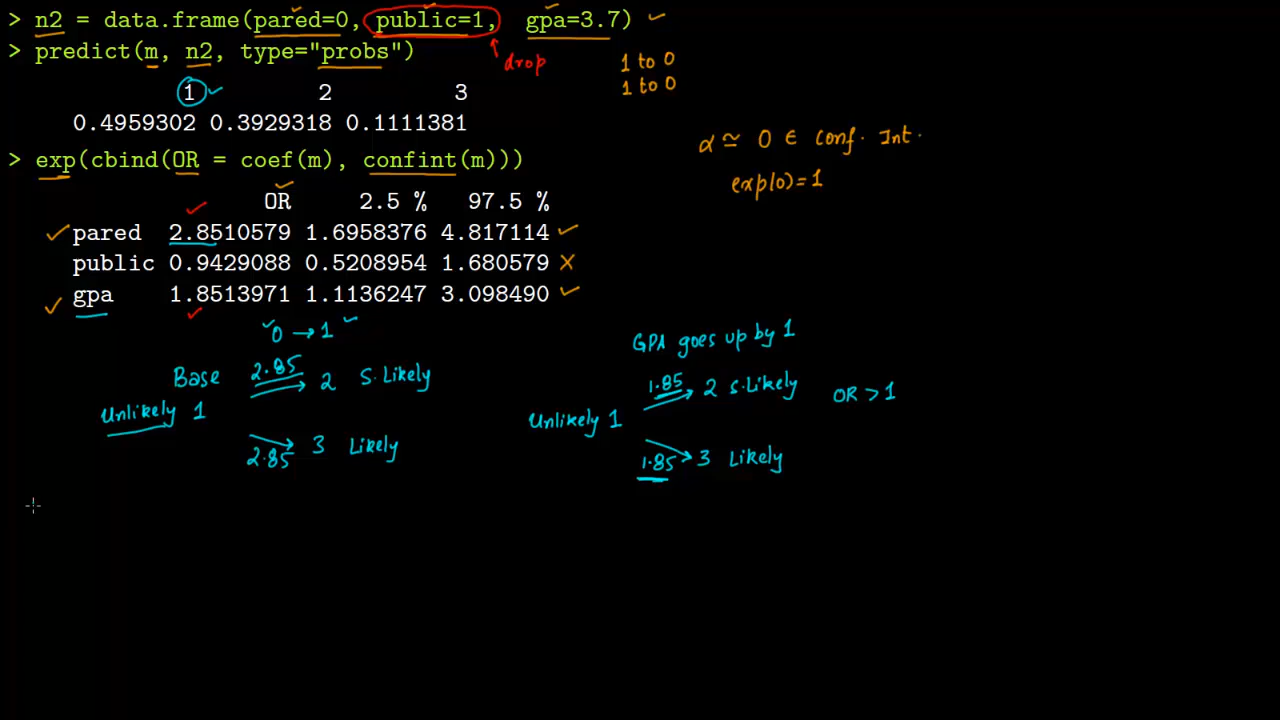 > n2 = data.frame(pared=0, public=1, gpa=3.7)
> predict(m, n2, type="probs")
drop
1 to 0
1 to 0
1 2 3
0.4959302 0.3929318 0.1111381
α ≃ 0 ∈ Conf. Int.
> exp(cbind(OR = coef(m), confint(m)))
exp(0)=1
OR 2.5 % 97.5 %
pared 2.8510579 1.6958376 4.817114
public 0.9429088 0.5208954 1.680579 X
gpa 1.8513971 1.1136247 3.098490
0 → 1
GPA goes up by 1
Base 2.85 2 S.Likely
Unlikely 1
2.85 3 Likely
1.85 2 S.Likely OR > 1
Unlikely 1
1.85 3 Likely